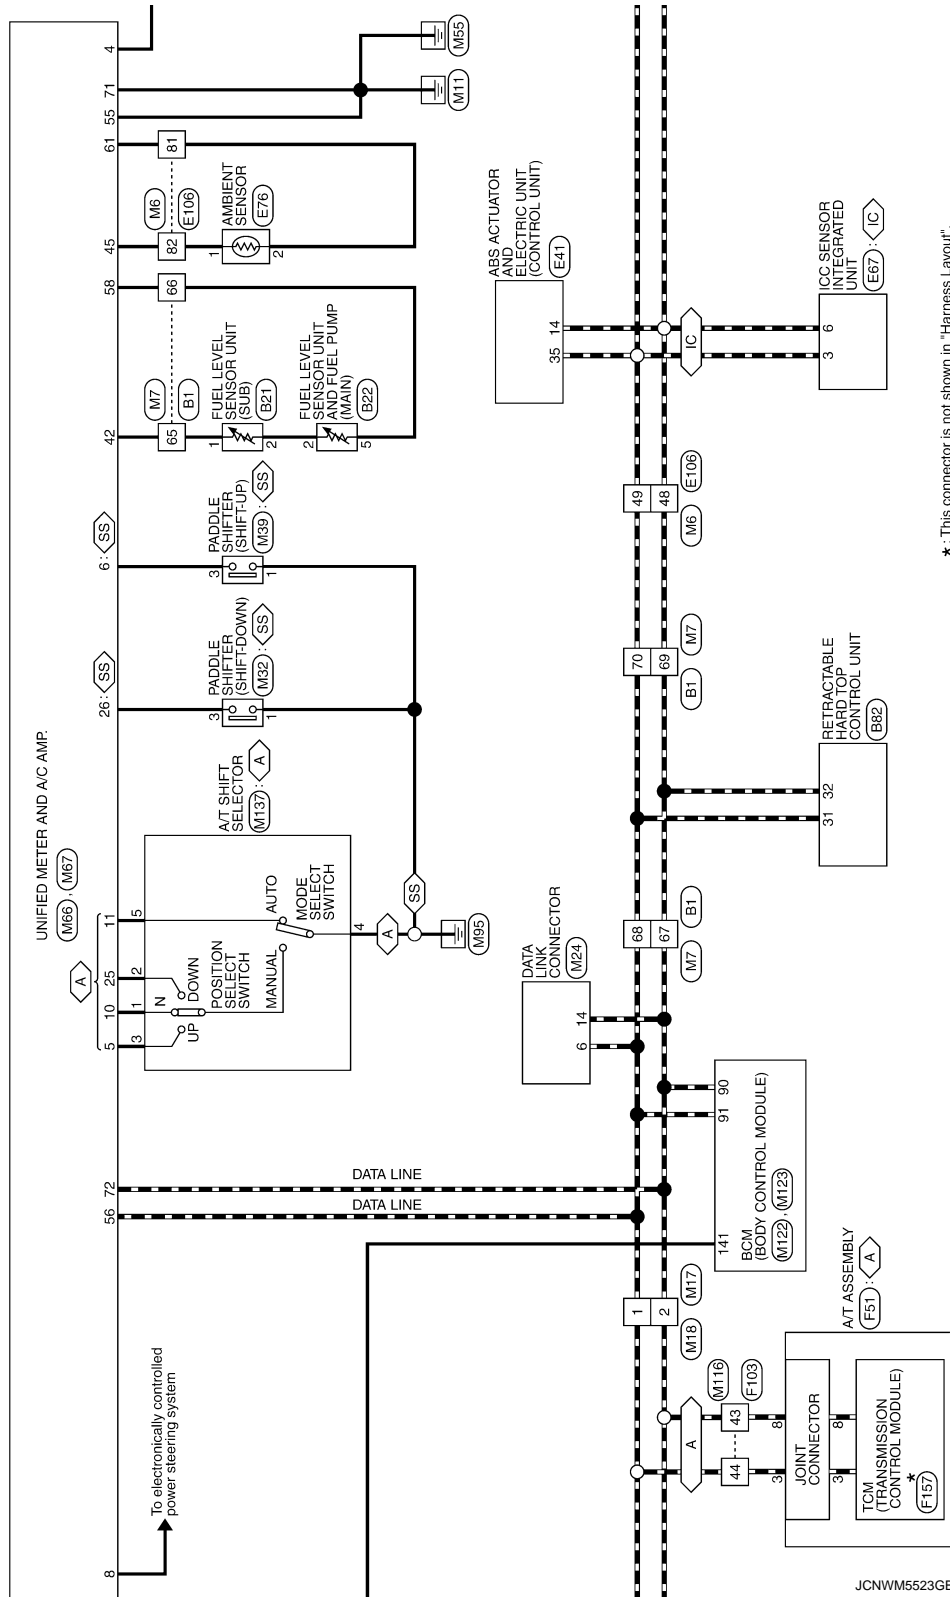 UNIFIED METER AND A/C AMP.
M66 , M67
8
To electronically controlled
power steering system
56
72
DATA LINE
DATA LINE
A
5
10
25
11
3
1
2
5
UP
N
DOWN
POSITION
SELECT
SWITCH
MANUAL
AUTO
MODE
SELECT
SWITCH
4
A/T SHIFT
SELECTOR
M137 : A
A
SS
M95
26 : SS
3
1
PADDLE
SHIFTER
(SHIFT-DOWN)
M32 : SS
6 : SS
3
1
PADDLE
SHIFTER
(SHIFT-UP)
M39 : SS
42
58
65
66
M7
B1
1
2
FUEL LEVEL
SENSOR UNIT
(SUB)
B21
2
5
FUEL LEVEL
SENSOR UNIT
AND FUEL PUMP
(MAIN)
B22
45
61
82
81
M6
E106
1
2
AMBIENT
SENSOR
E76
55
71
4
M11
M55
DATA
LINK
CONNECTOR
M24
6
14
ABS ACTUATOR
AND
ELECTRIC UNIT
(CONTROL UNIT)
E41
35
14
1
2
M18
M17
68
67
M7
B1
70
69
B1
M7
49
48
M6
E106
IC
A
44
43
M116
F103
3
8
JOINT
CONNECTOR
3
8
TCM
(TRANSMISSION
CONTROL MODULE)
*
F157
A/T ASSEMBLY
F51 : A
141
91
90
BCM
(BODY CONTROL MODULE)
M122 , M123
31
32
RETRACTABLE
HARD TOP
CONTROL UNIT
B82
3
6
ICC SENSOR
INTEGRATED
UNIT
E67 : IC
* : This connector is not shown in "Harness Layout".
JCNWM5523GE